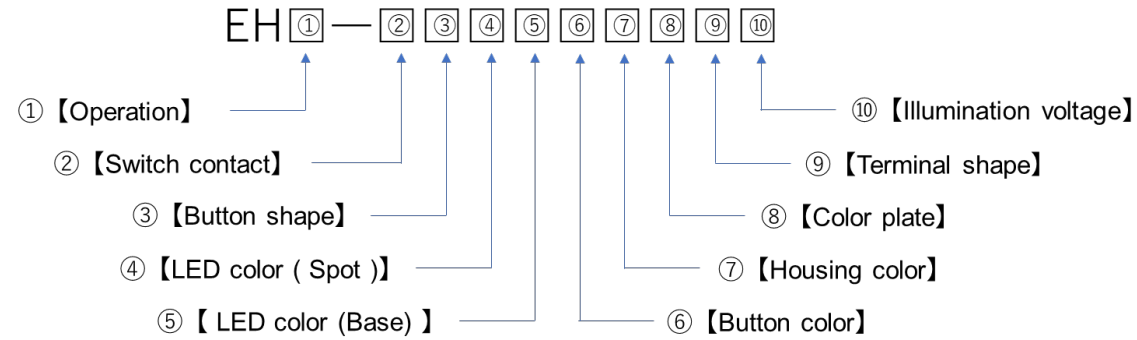 EH①―②③④⑤⑥⑦⑧⑨⑩
①【Operation】
⑩【Illumination voltage】
②【Switch contact】
⑨【Terminal shape】
③【Button shape】
⑧【Color plate】
④【LED color ( Spot )】
⑦【Housing color】
⑤【 LED color (Base) 】
⑥【Button color】